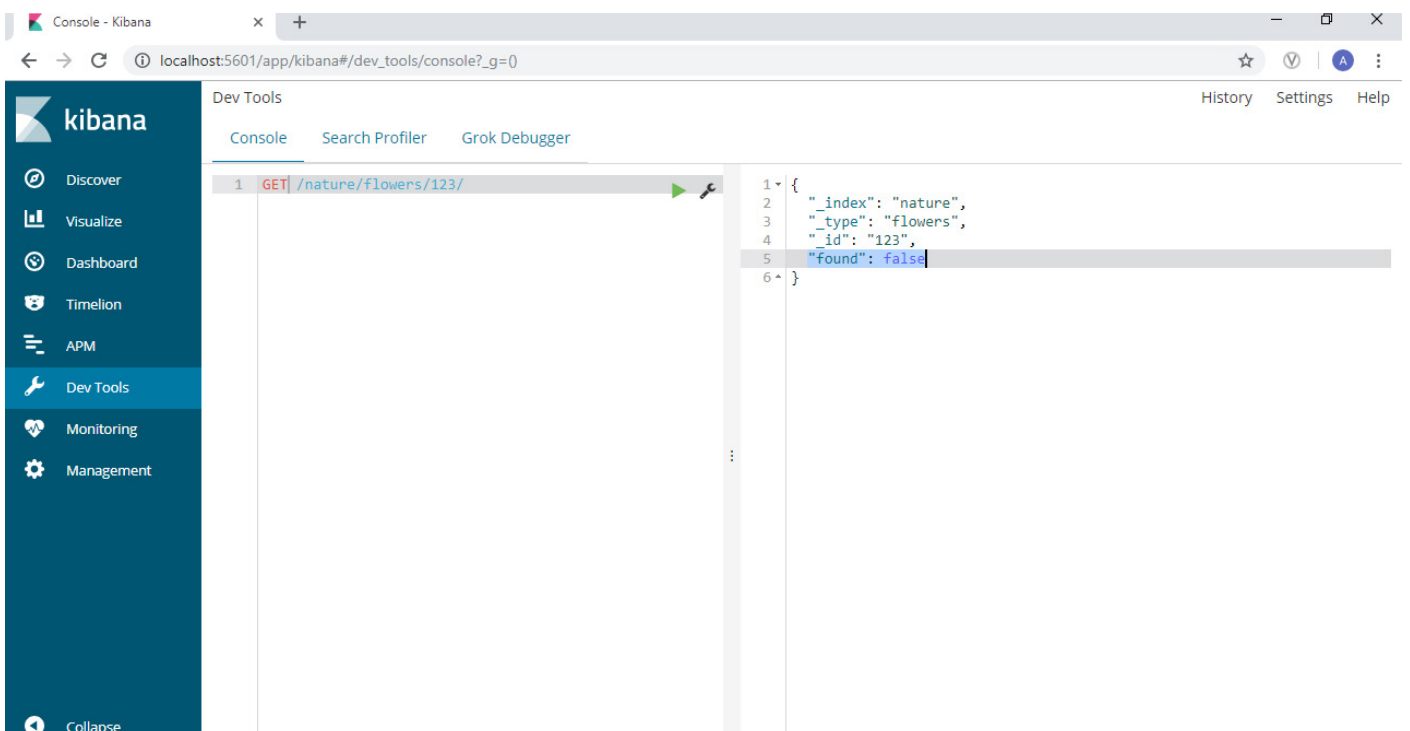 Console - Kibana
localhost:5601/app/kibana#/dev_tools/console?_g=()
A
kibana
Dev Tools
History Settings Help
Console Search Profiler Grok Debugger
Discover
Visualize
Dashboard
Timelion
APM
Dev Tools
Monitoring
Management
Collapse
1 GET /nature/flowers/123/
1 {
2 "_index": "nature",
3 "_type": "flowers",
4 "_id": "123",
5 "found": false
6 }